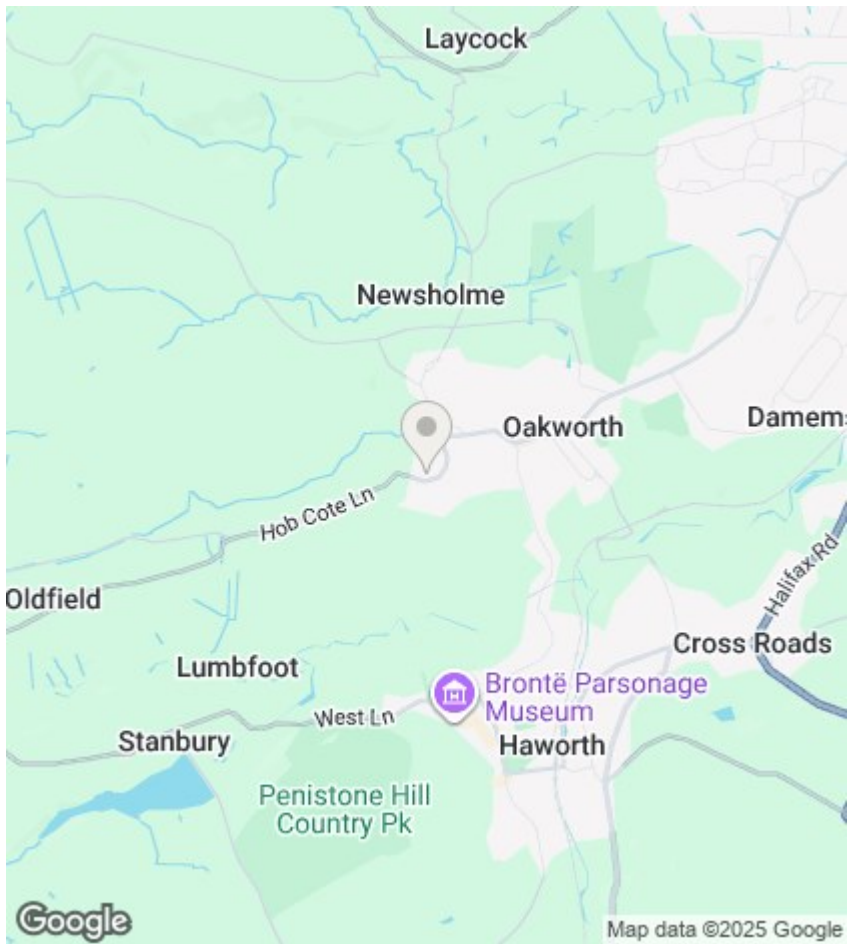 Laycock
Newsholme
Oakworth
Damems
Hob Cote Ln
Halifax Rd
Oldfield
Cross Roads
Lumbfoot
Brontë Parsonage
Museum
West Ln
Stanbury
Haworth
Penistone Hill
Country Pk
Google
Map data ©2025 Google